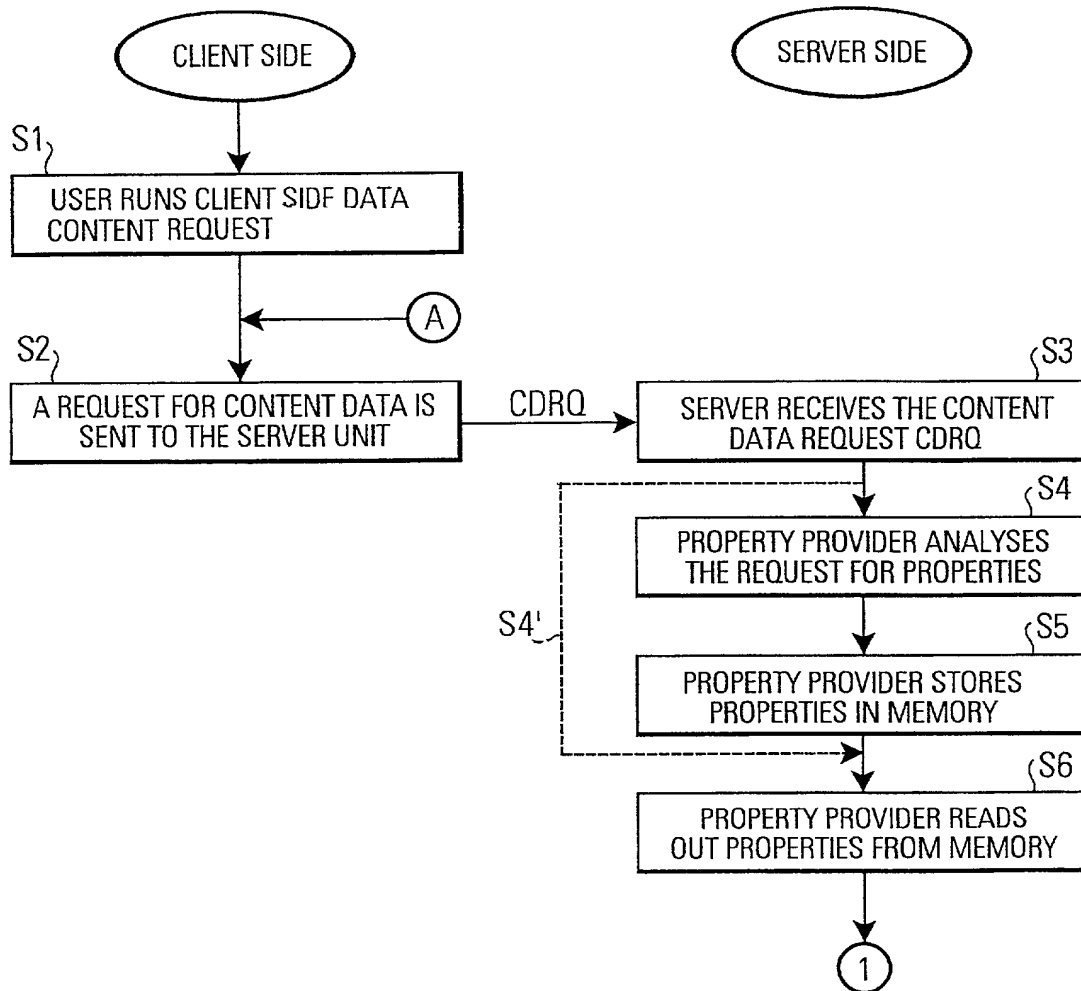 CLIENT SIDE
SERVER SIDE
S1
USER RUNS CLIENT SIDF DATA
CONTENT REQUEST
A
S2
A REQUEST FOR CONTENT DATA IS
SENT TO THE SERVER UNIT
CDRQ
S3
SERVER RECEIVES THE CONTENT
DATA REQUEST CDRQ
S4
PROPERTY PROVIDER ANALYSES
THE REQUEST FOR PROPERTIES
S4'
S5
PROPERTY PROVIDER STORES
PROPERTIES IN MEMORY
S6
PROPERTY PROVIDER READS
OUT PROPERTIES FROM MEMORY
1